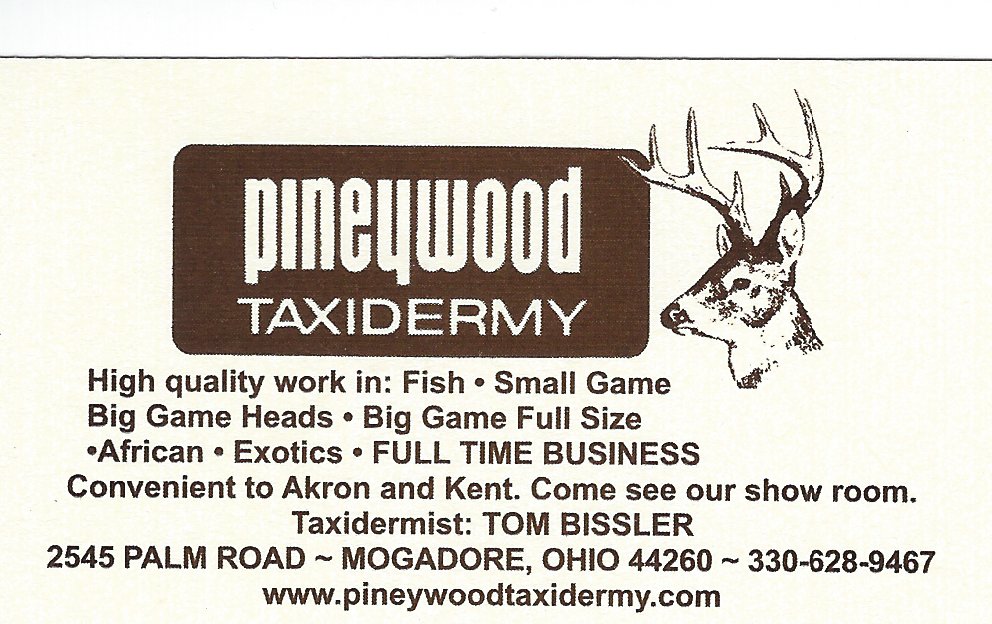 pineywood
TAXIDERMY
High quality work in: Fish • Small Game
Big Game Heads • Big Game Full Size
•African • Exotics • FULL TIME BUSINESS
Convenient to Akron and Kent. Come see our show room.
Taxidermist: TOM BISSLER
2545 PALM ROAD ~ MOGADORE, OHIO 44260 ~ 330-628-9467
www.pineywoodtaxidermy.com